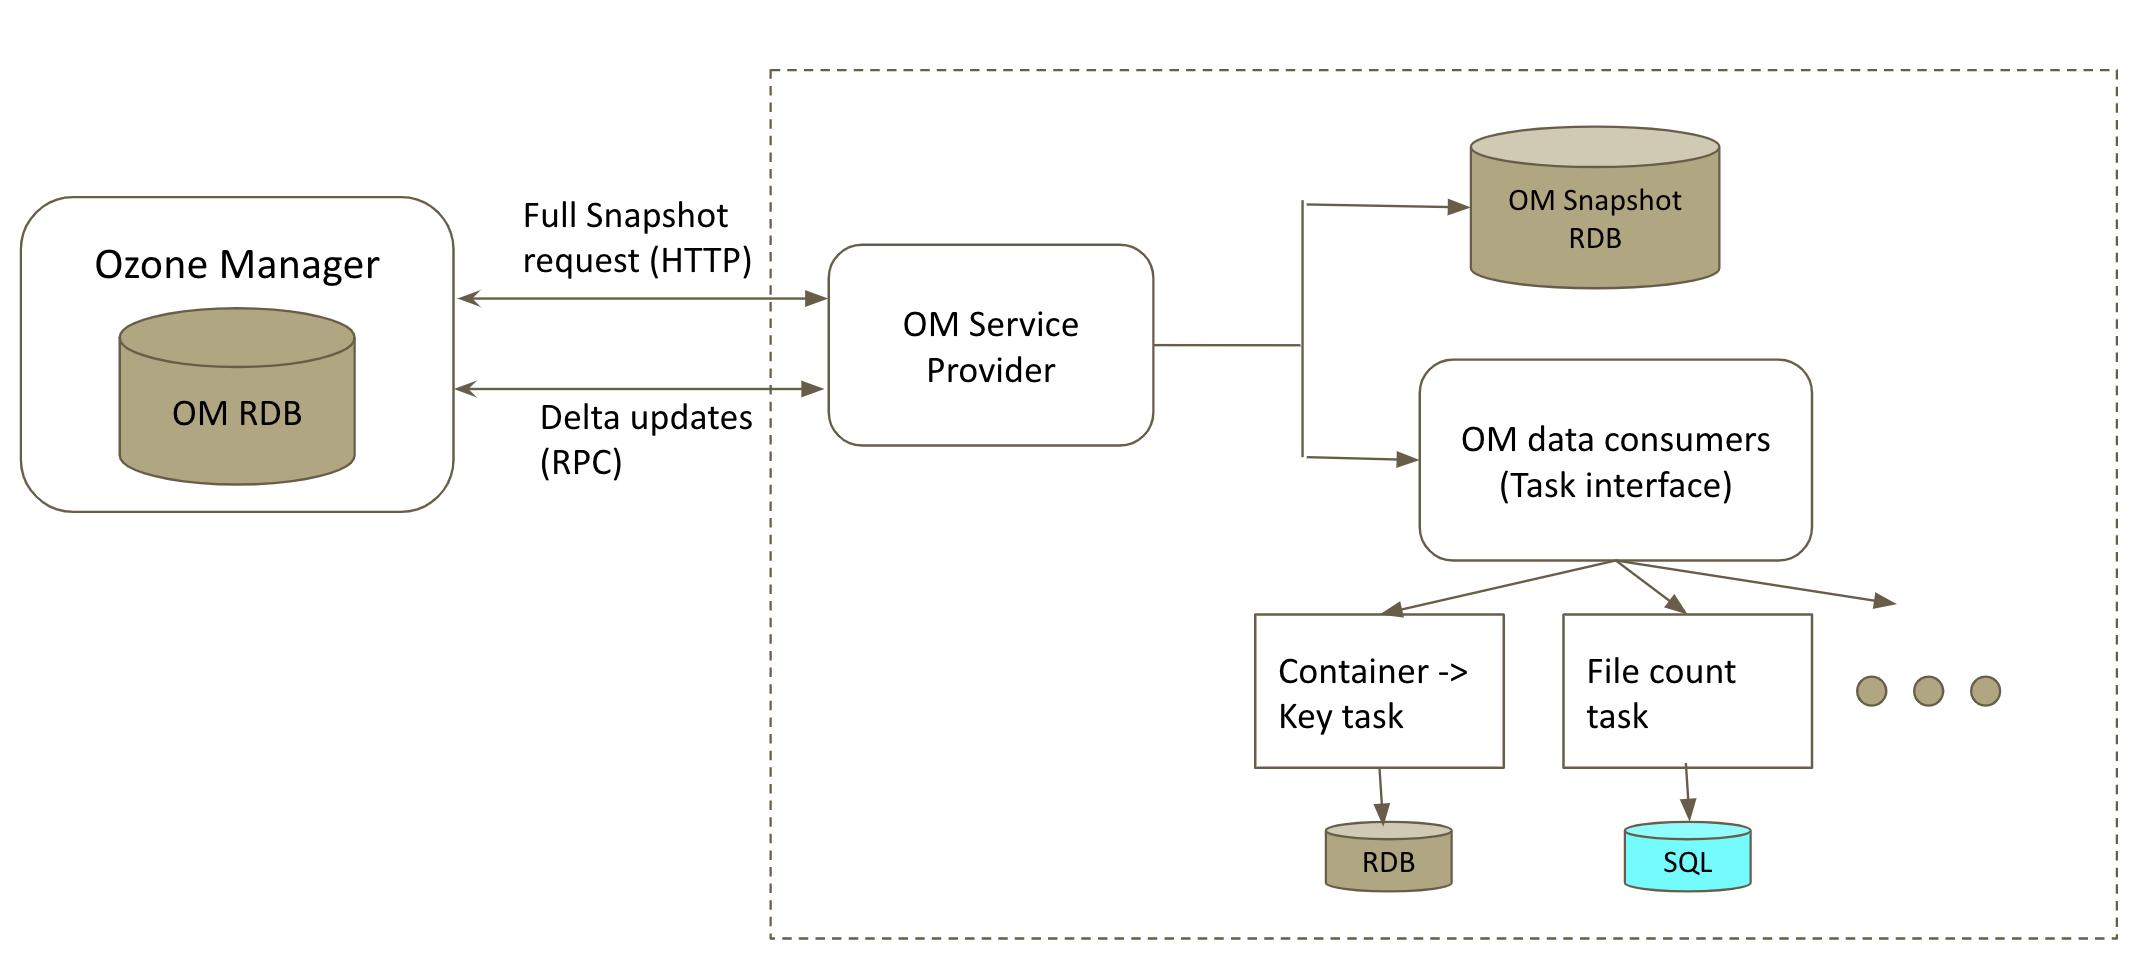 Ozone Manager
OM RDB
Full Snapshot
request (HTTP)
Delta updates
(RPC)
OM Service
Provider
OM Snapshot
RDB
OM data consumers
(Task interface)
Container ->
Key task
File count
task
RDB
SQL